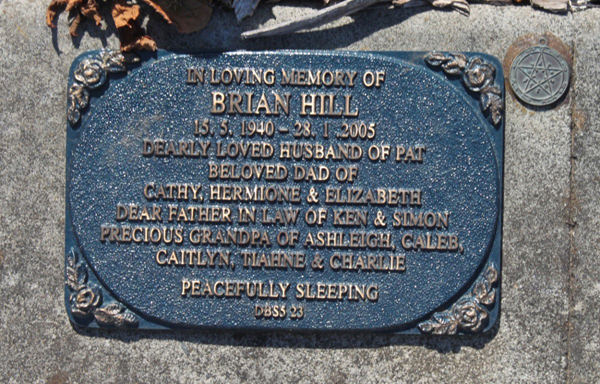 IN LOVING MEMORY OF
BRIAN HILL
15. 5. 1940 - 28. 1 .2005
DEARLY LOVED HUSBAND OF PAT
BELOVED DAD OF
CATHY, HERMIONE & ELIZABETH
DEAR FATHER IN LAW OF KEN & SIMON
PRECIOUS GRANDPA OF ASHLEIGH, CALEB,
CAITLYN, TIAHNE & CHARLIE
PEACEFULLY SLEEPING
DBS5 23